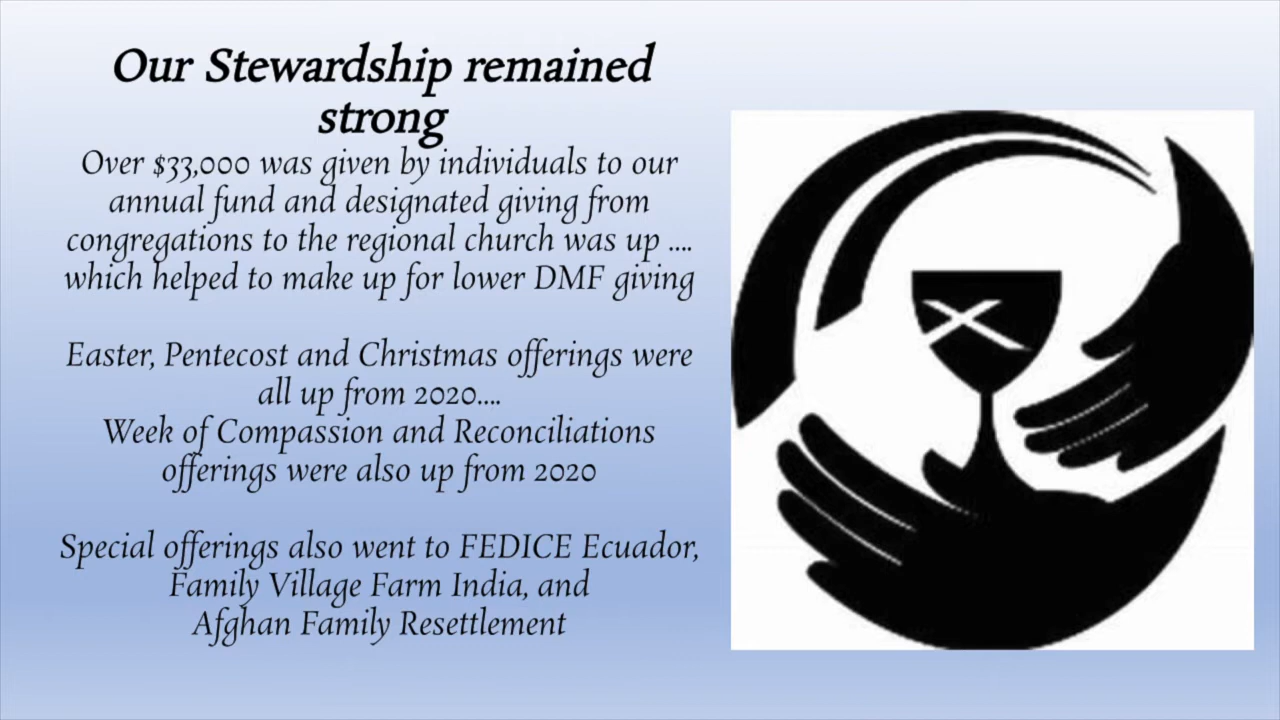 Our Stewardship remained
strong
Over $33,000 was given by individuals to our
annual fund and designated giving from
congregations to the regional church was up ....
which helped to make up for lower DMF giving
Easter, Pentecost and Christmas offerings were
all up from 2020....
Week of Compassion and Reconciliations
offerings were also up from 2020
Special offerings also went to FEDICE Ecuador,
Family Village Farm India, and
Afghan Family Resettlement